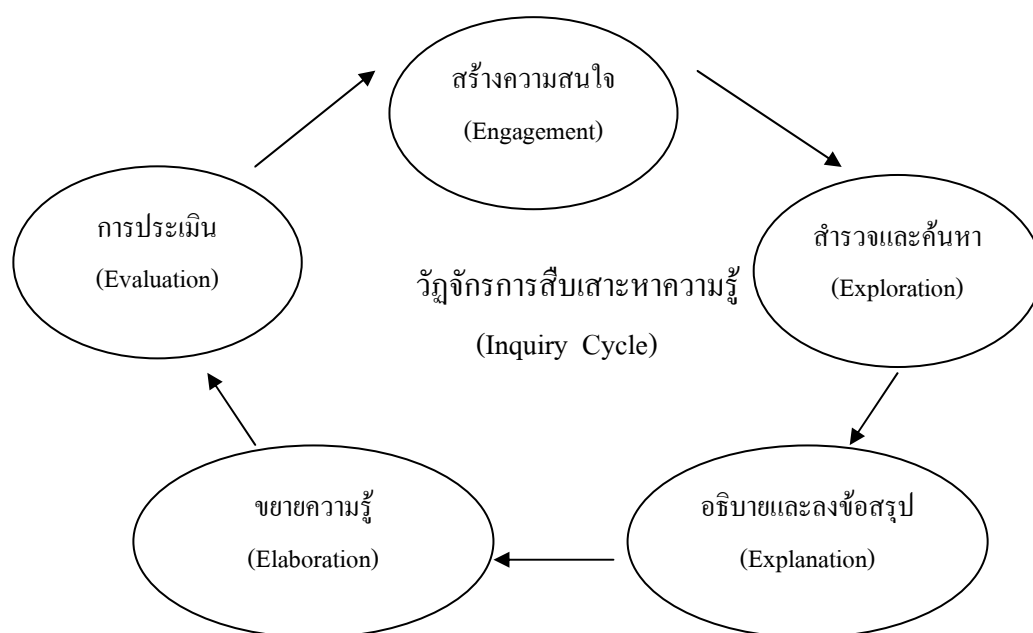 สร้างความสนใจ
(Engagement)
สำรวจและค้นหา
(Exploration)
อธิบายและลงข้อสรุป
(Explanation)
ขยายความรู้
(Elaboration)
การประเมิน
(Evaluation)
วัฏจักรการสืบเสาะหาความรู้
(Inquiry Cycle)